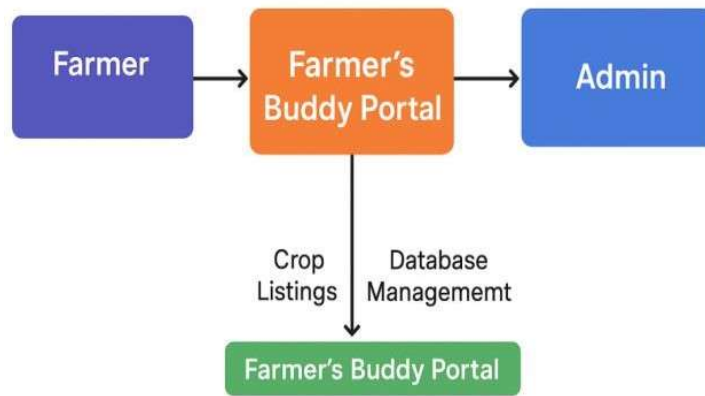 Farmer
Farmer's
Buddy Portal
Admin
Crop
Listings
Database
Managememt
Farmer's Buddy Portal